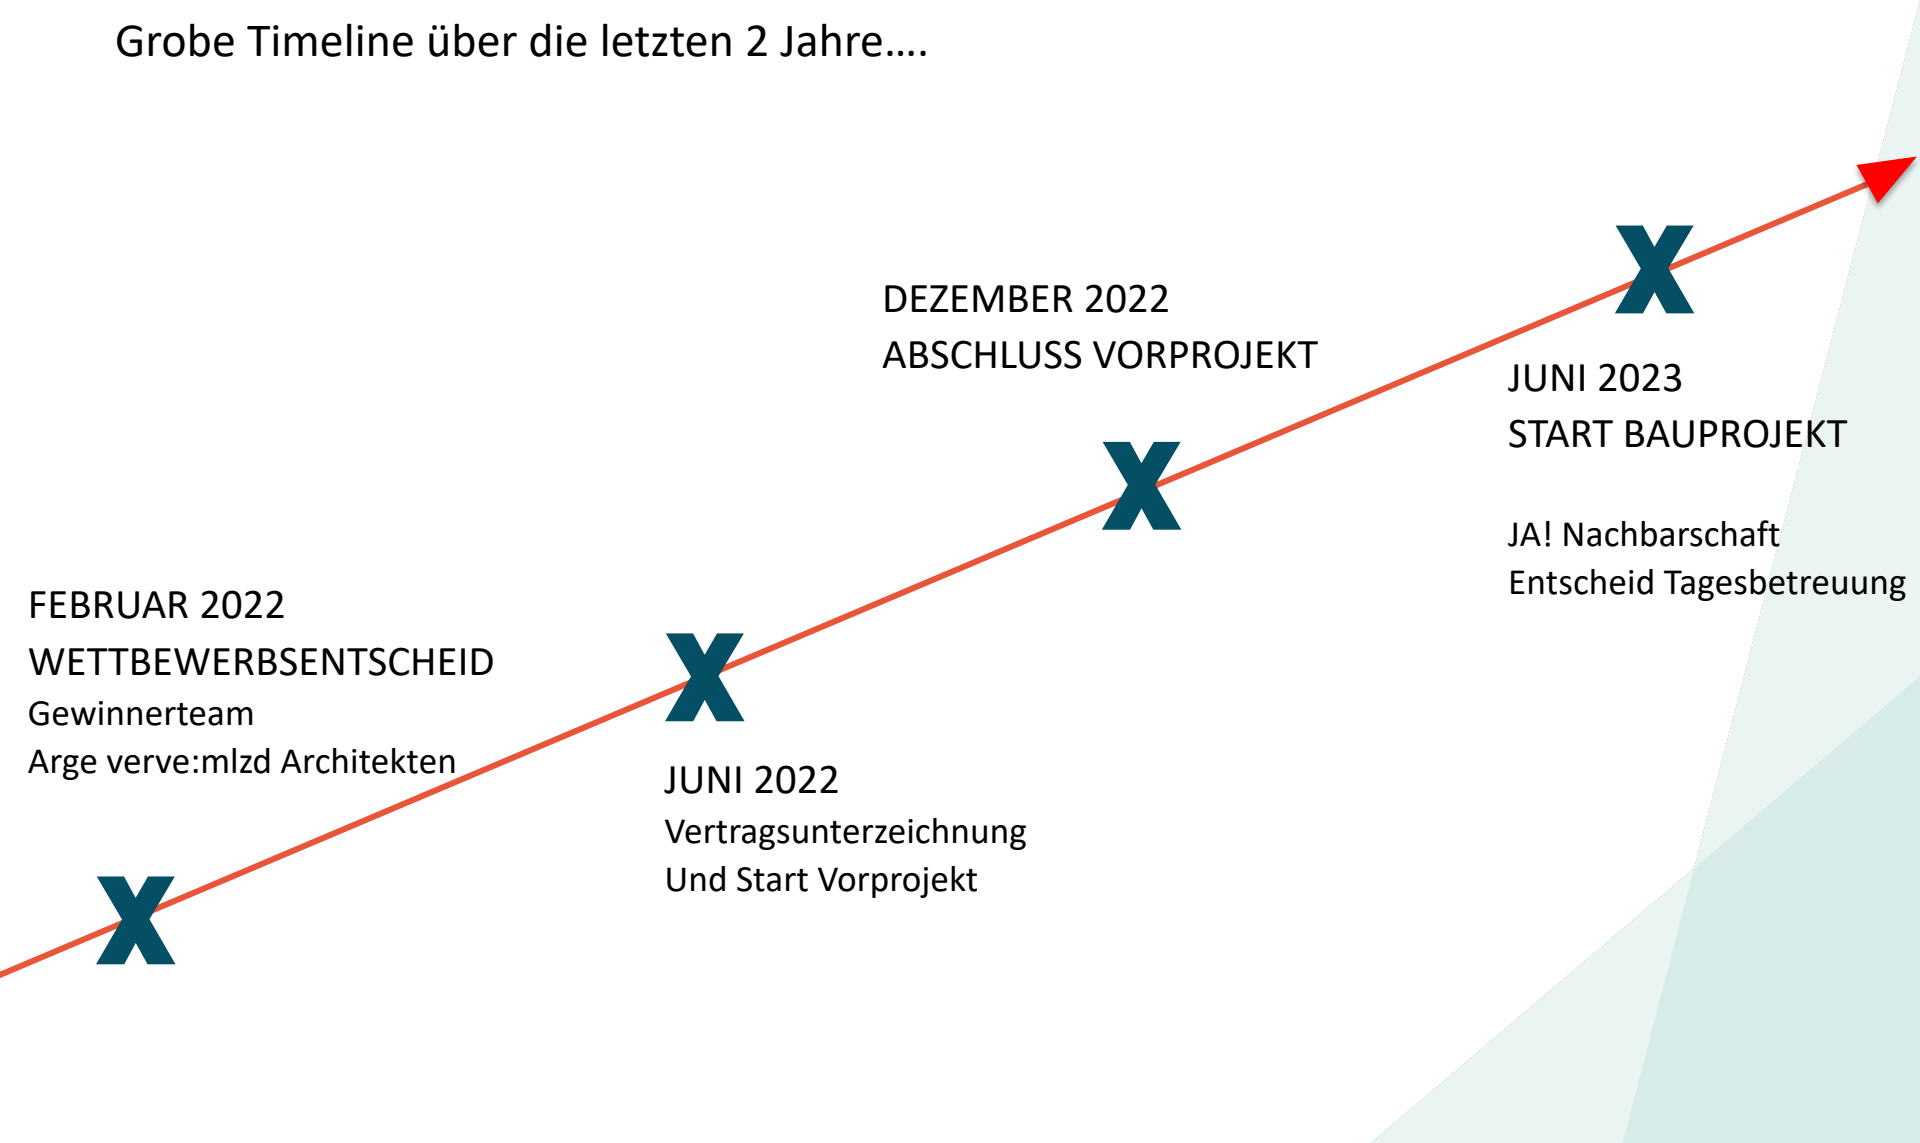 Grobe Timeline über die letzten 2 Jahre....
FEBRUAR 2022
WETTBEWERBSENTSCHEID
Gewinnerteam
Arge verve:mlzd Architekten
JUNI 2022
Vertragsunterzeichnung
Und Start Vorprojekt
DEZEMBER 2022
ABSCHLUSS VORPROJEKT
JUNI 2023
START BAUPROJEKT
JA! Nachbarschaft
Entscheid Tagesbetreuung